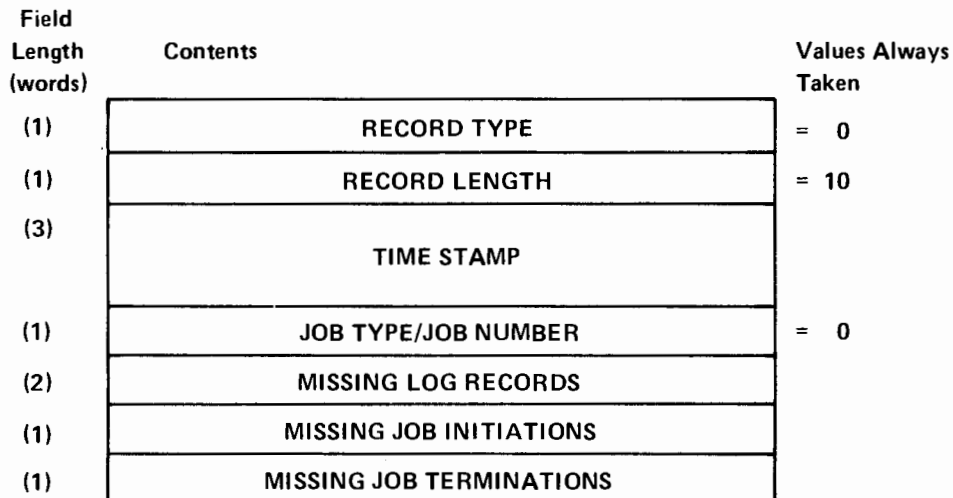 Field
Length Contents Values Always
(words) Taken
(1) RECORD TYPE = 0
(1) RECORD LENGTH = 10
(3)
TIME STAMP
(1) JOB TYPE/JOB NUMBER = 0
(2) MISSING LOG RECORDS
(1) MISSING JOB INITIATIONS
(1) MISSING JOB TERMINATIONS